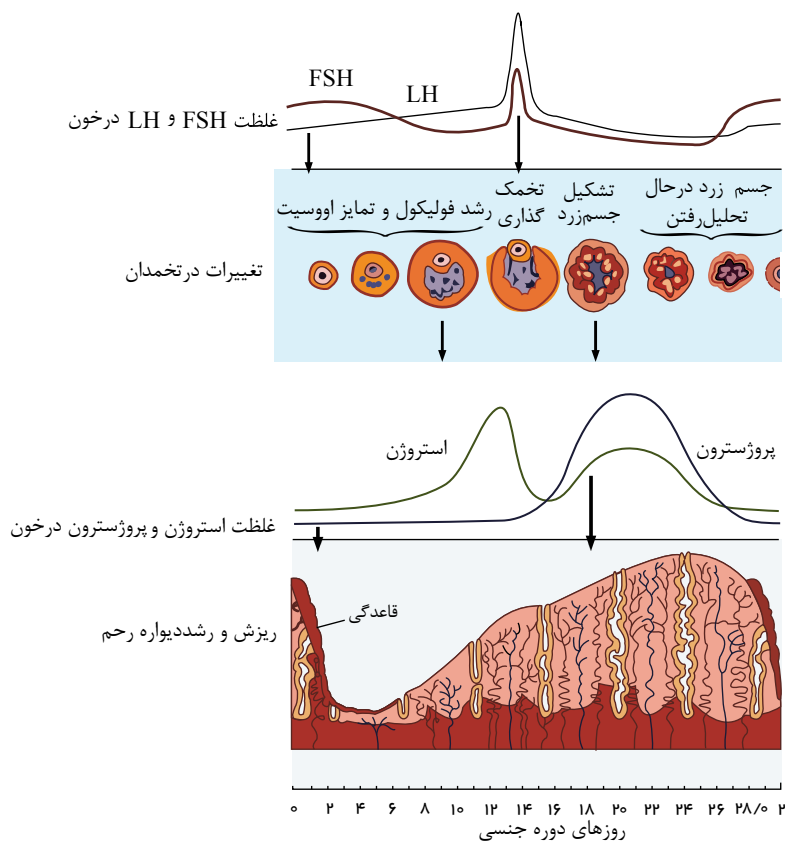 FSH
LH
غلظت FSH و LH درخون
رشد فولیکول و تمایز اووسیت
تخمک
گذاری
تشکیل
جسم‌زرد
جسم زرد درحال
تحلیل‌رفتن
تغییرات درتخمدان
استروژن
پروژسترون
غلظت استروژن و پروژسترون درخون
قاعدگی
ریزش و رشددیواره رحم
۰ ۲ ۴ ۶ ۸ ۱۰ ۱۲ ۱۴ ۱۶ ۱۸ ۲۰ ۲۲ ۲۴ ۲۶ ۲۸/۰
روزهای دوره جنسی